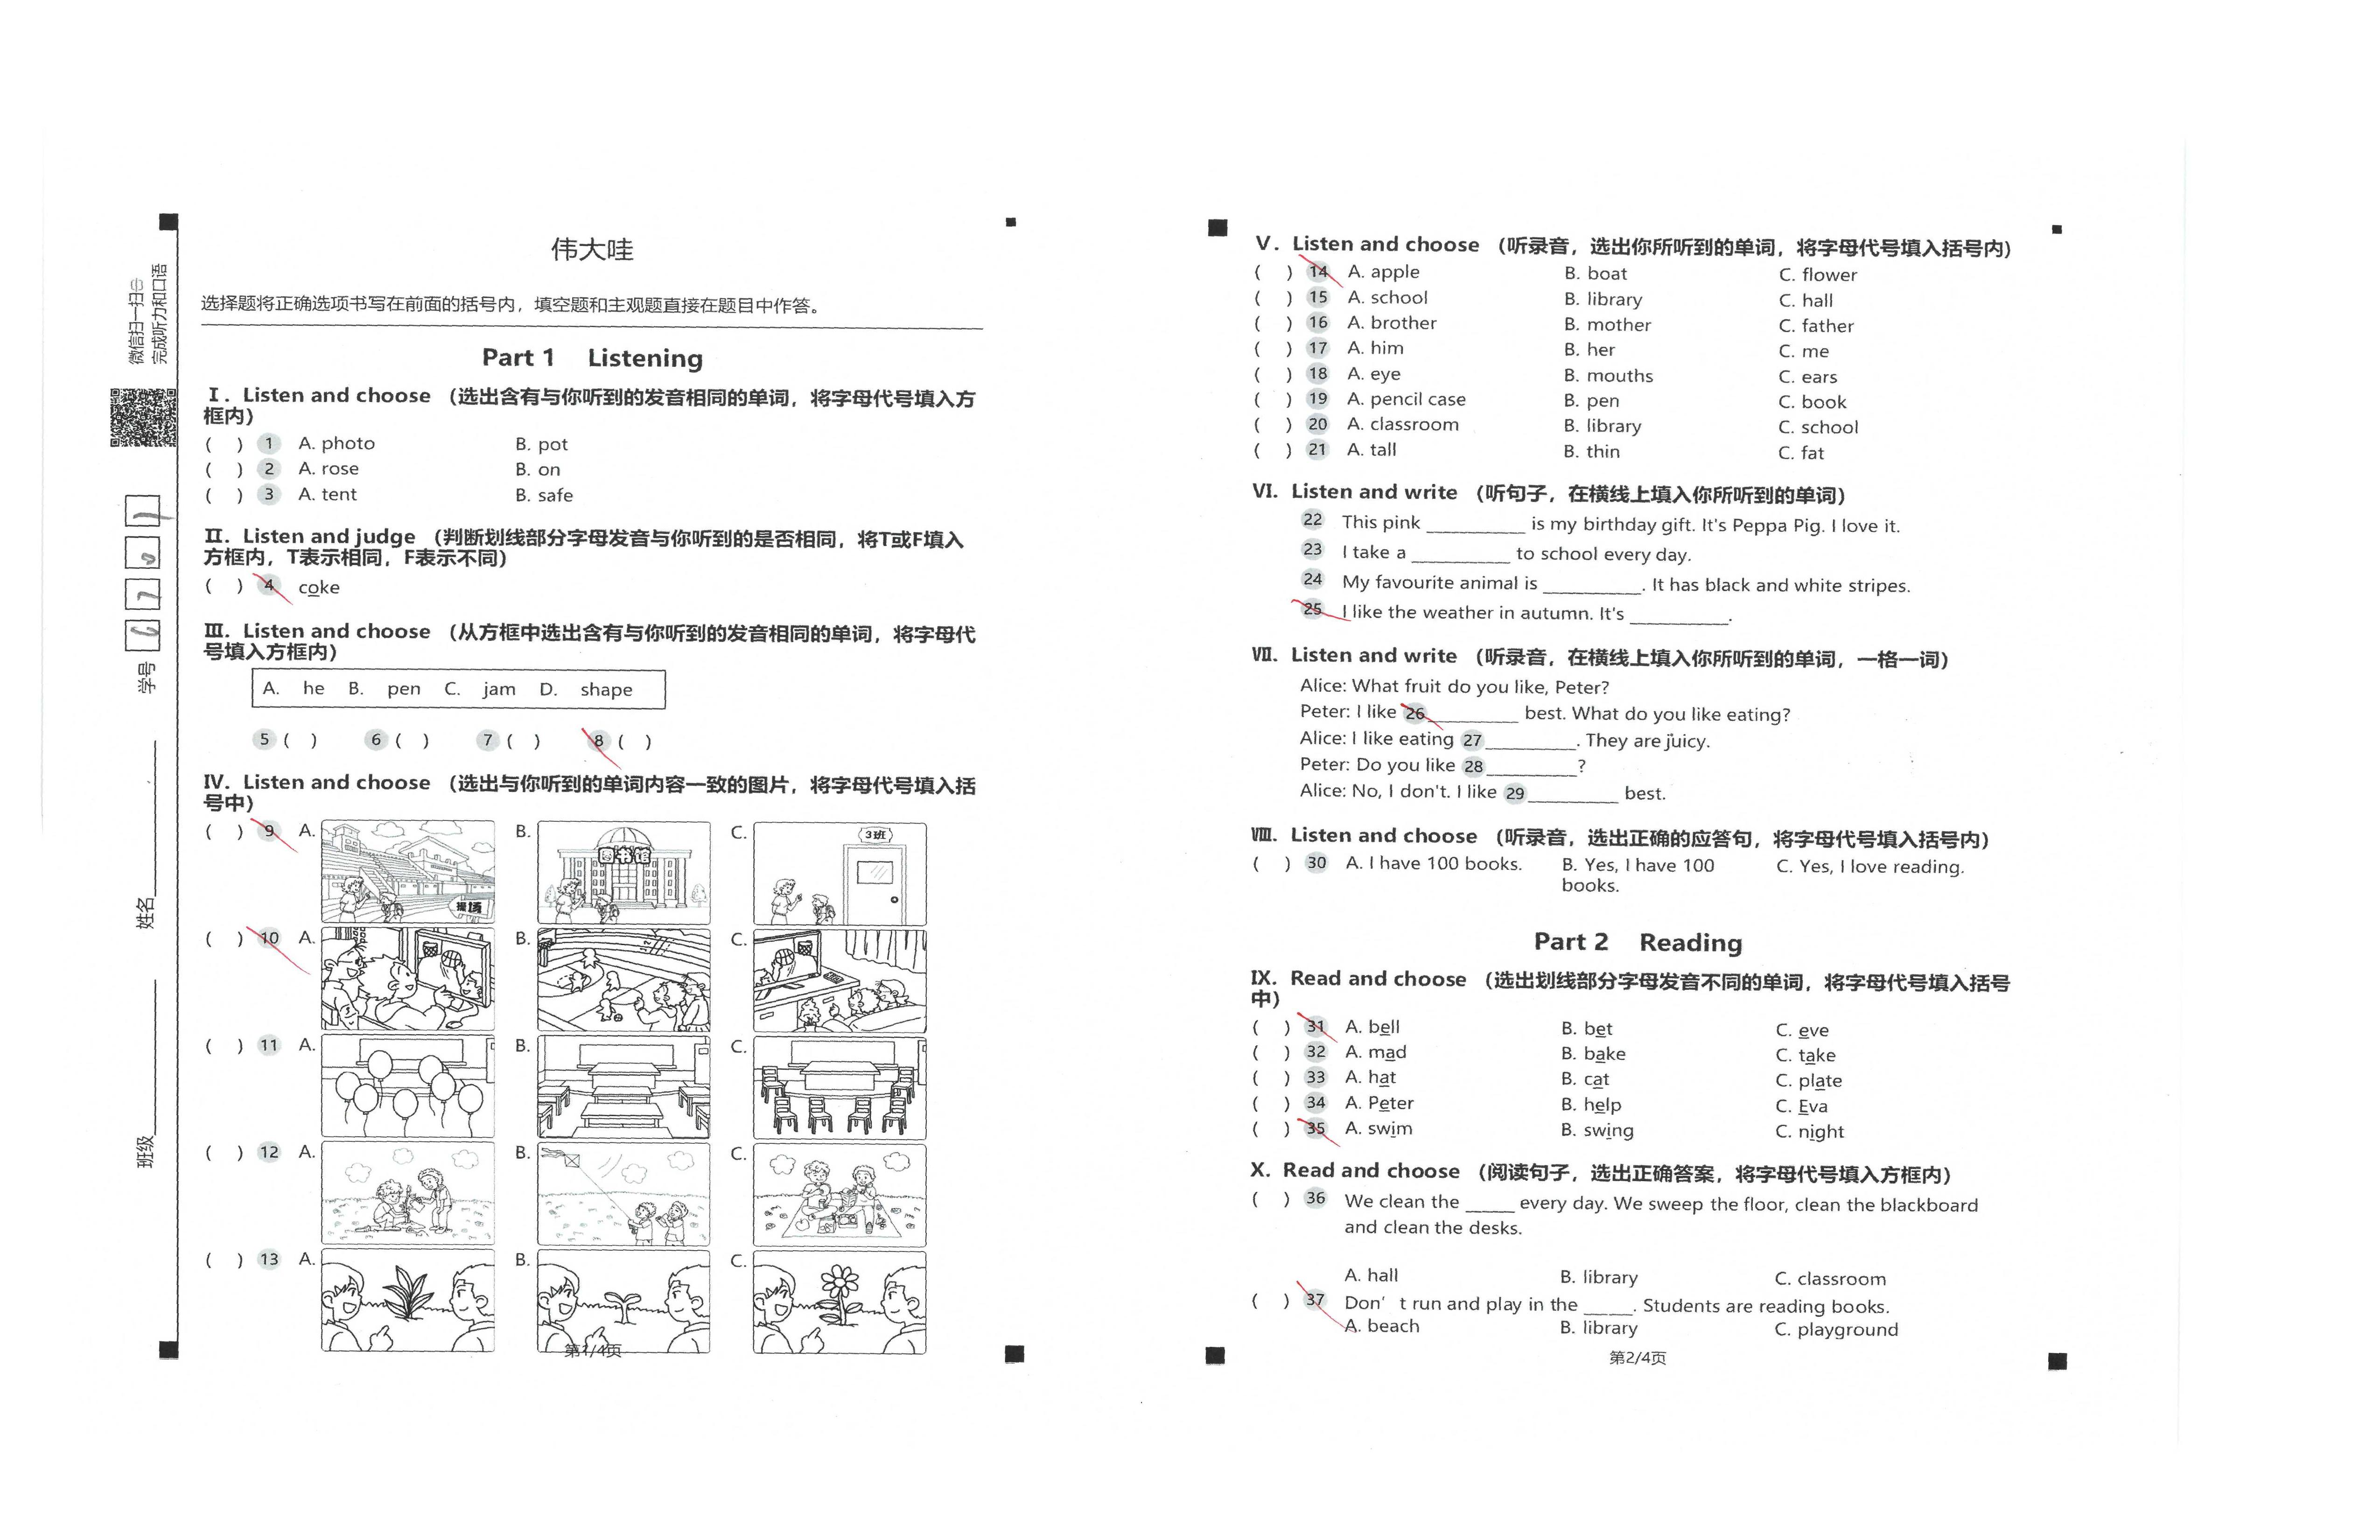 微信扫一扫
完成听力和口语
学号
姓名
班级
伟大哇
选择题将正确选项书写在前面的括号内，填空题和主观题直接在题目中作答。
Part 1 Listening
Ⅰ. Listen and choose （选出含有与你听到的发音相同的单词，将字母代号填入方
框内）
( ) 1 A. photo B. pot
( ) 2 A. rose B. on
( ) 3 A. tent B. safe
Ⅱ. Listen and judge （判断划线部分字母发音与你听到的是否相同，将T或F填入
方框内，T表示相同，F表示不同）
( ) 4 coke
Ⅲ. Listen and choose （从方框中选出含有与你听到的发音相同的单词，将字母代
号填入方框内）
A. he B. pen C. jam D. shape
5 ( ) 6 ( ) 7 ( ) 8 ( )
Ⅳ. Listen and choose （选出与你听到的单词内容一致的图片，将字母代号填入括
号中）
( ) 9 A. B. C.
操场 图书馆 3班
( ) 10 A. B. C.
( ) 11 A. B. C.
( ) 12 A. B. C.
( ) 13 A. B. C.
第1/4页
Ⅴ. Listen and choose （听录音，选出你所听到的单词，将字母代号填入括号内）
( ) 14 A. apple B. boat C. flower
( ) 15 A. school B. library C. hall
( ) 16 A. brother B. mother C. father
( ) 17 A. him B. her C. me
( ) 18 A. eye B. mouths C. ears
( ) 19 A. pencil case B. pen C. book
( ) 20 A. classroom B. library C. school
( ) 21 A. tall B. thin C. fat
Ⅵ. Listen and write （听句子，在横线上填入你所听到的单词）
22 This pink __________ is my birthday gift. It's Peppa Pig. I love it.
23 I take a __________ to school every day.
24 My favourite animal is __________. It has black and white stripes.
25 I like the weather in autumn. It's __________.
Ⅶ. Listen and write （听录音，在横线上填入你所听到的单词，一格一词）
Alice: What fruit do you like, Peter?
Peter: I like 26 _________ best. What do you like eating?
Alice: I like eating 27 _________. They are juicy.
Peter: Do you like 28 _________?
Alice: No, I don't. I like 29 _________ best.
Ⅷ. Listen and choose （听录音，选出正确的应答句，将字母代号填入括号内）
( ) 30 A. I have 100 books. B. Yes, I have 100 C. Yes, I love reading.
books.
Part 2 Reading
Ⅸ. Read and choose （选出划线部分字母发音不同的单词，将字母代号填入括号
中）
( ) 31 A. bell B. bet C. eve
( ) 32 A. mad B. bake C. take
( ) 33 A. hat B. cat C. plate
( ) 34 A. Peter B. help C. Eva
( ) 35 A. swim B. swing C. night
Ⅹ. Read and choose （阅读句子，选出正确答案，将字母代号填入方框内）
( ) 36 We clean the _____ every day. We sweep the floor, clean the blackboard
and clean the desks.
A. hall B. library C. classroom
( ) 37 Don' t run and play in the _____. Students are reading books.
A. beach B. library C. playground
第2/4页